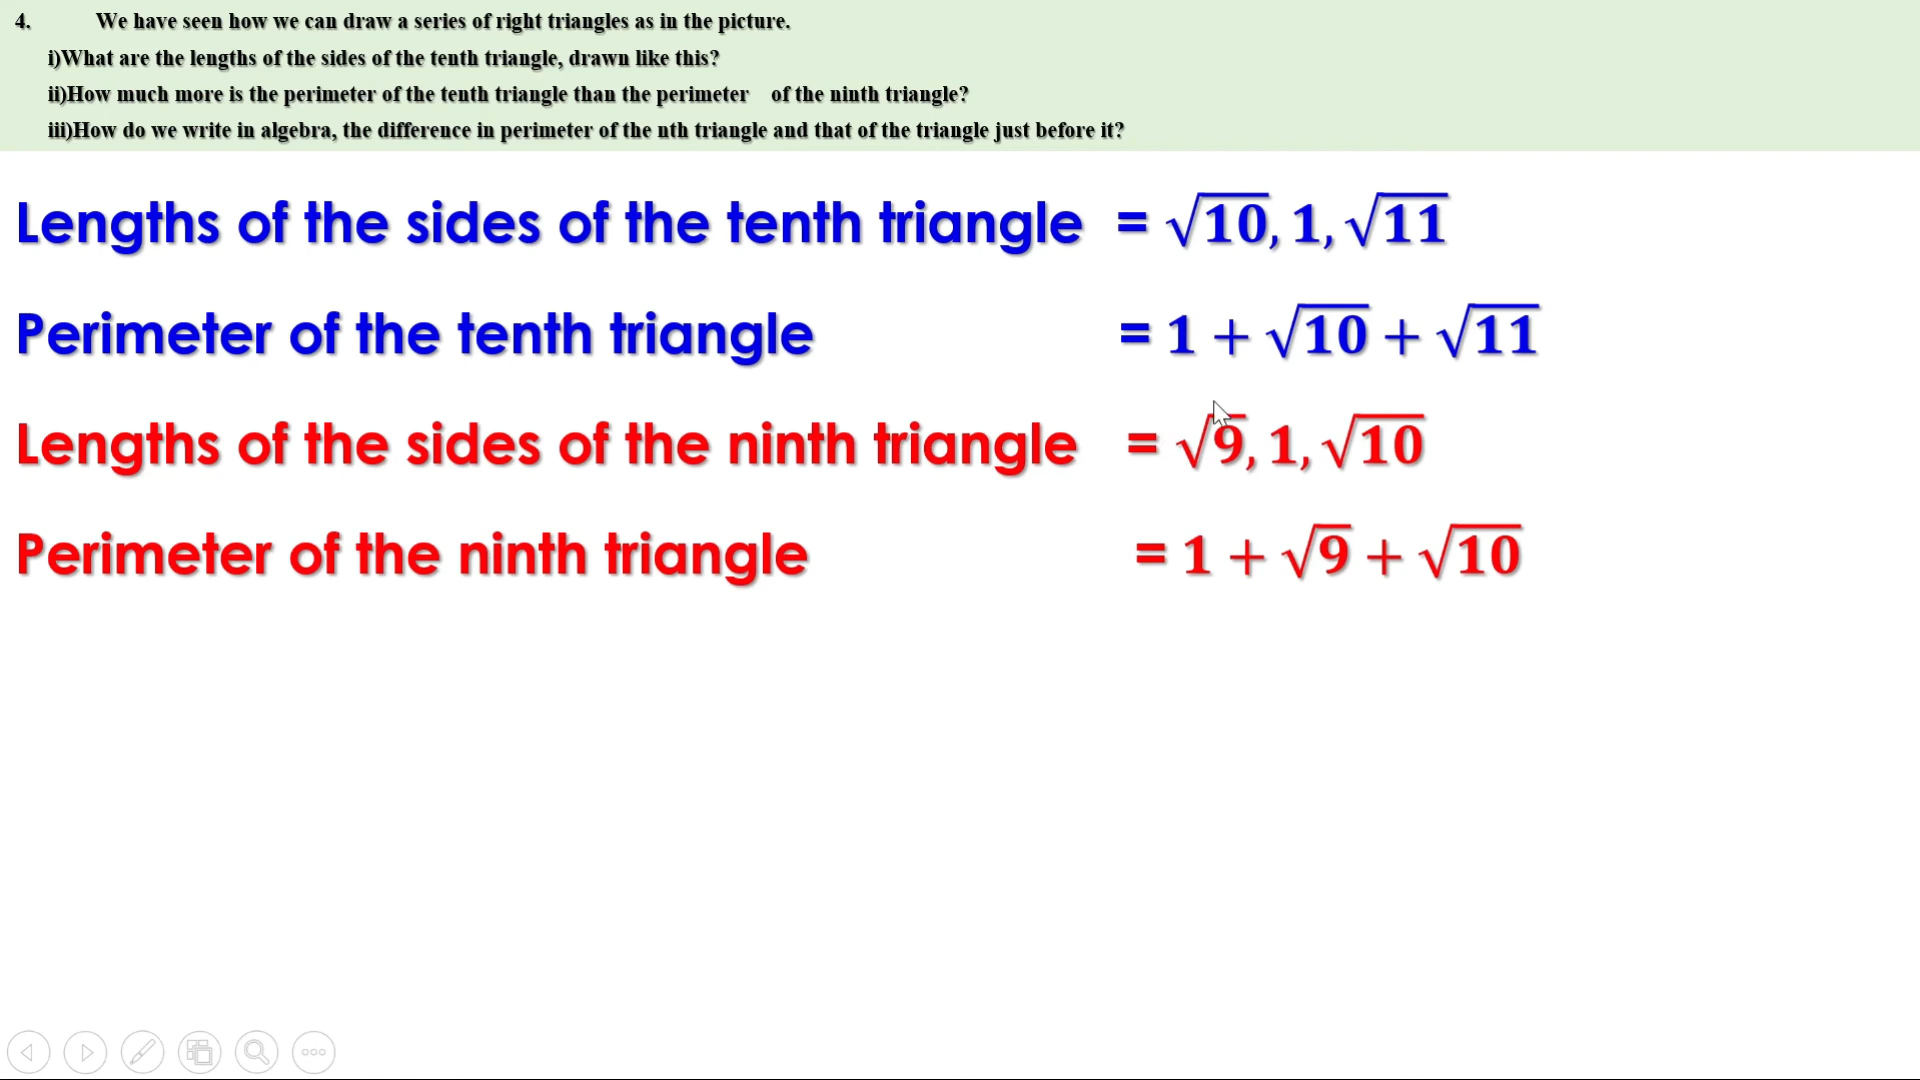 4. We have seen how we can draw a series of right triangles as in the picture.
i)What are the lengths of the sides of the tenth triangle, drawn like this?
ii)How much more is the perimeter of the tenth triangle than the perimeter of the ninth triangle?
iii)How do we write in algebra, the difference in perimeter of the nth triangle and that of the triangle just before it?
Lengths of the sides of the tenth triangle = √10, 1, √11
Perimeter of the tenth triangle = 1 + √10 + √11
Lengths of the sides of the ninth triangle = √9, 1, √10
Perimeter of the ninth triangle = 1 + √9 + √10